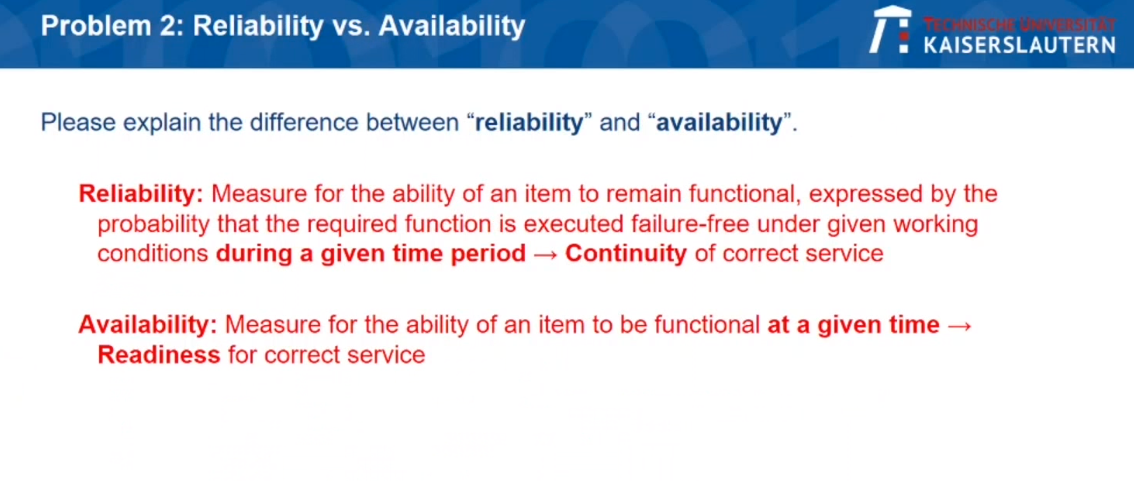 Problem 2: Reliability vs. Availability
TECHNISCHE UNIVERSITÄT
KAISERSLAUTERN
Please explain the difference between “reliability” and “availability”.
Reliability: Measure for the ability of an item to remain functional, expressed by the
probability that the required function is executed failure-free under given working
conditions during a given time period → Continuity of correct service
Availability: Measure for the ability of an item to be functional at a given time →
Readiness for correct service